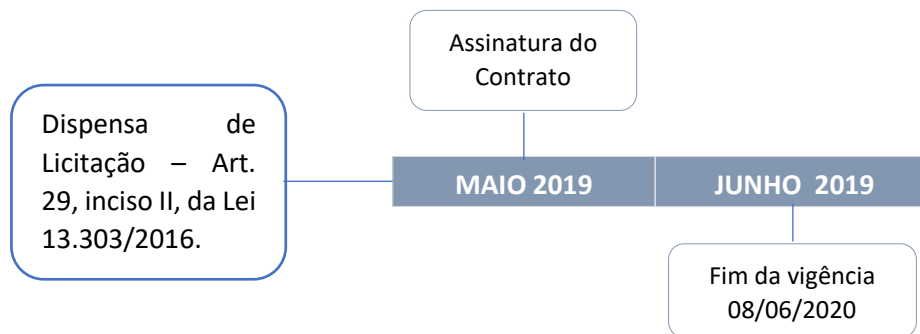 Assinatura do
Contrato
Dispensa de
Licitação – Art.
29, inciso II, da Lei
13.303/2016.
MAIO 2019
JUNHO 2019
Fim da vigência
08/06/2020